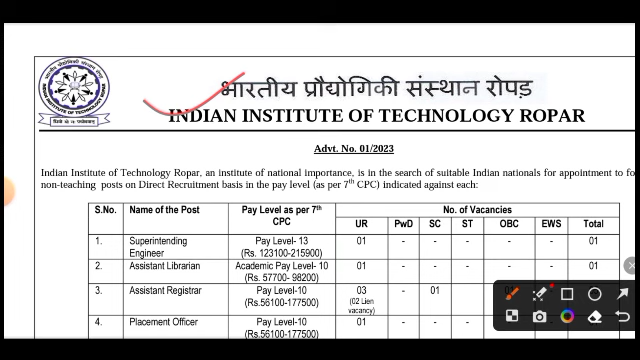 भारतीय प्रौद्योगिकी संस्थान रोपड़
INDIAN INSTITUTE OF TECHNOLOGY ROPAR
Advt. No. 01/2023
Indian Institute of Technology Ropar, an institute of national importance, is in the search of suitable Indian nationals for appointment to fo
non-teaching posts on Direct Recruitment basis in the pay level (as per 7th CPC) indicated against each:
S.No. Name of the Post Pay Level as per 7th CPC No. of Vacancies
UR PwD SC ST OBC EWS Total
1. Superintending Engineer Pay Level- 13 (Rs. 123100-215900) 01 - - - - - 01
2. Assistant Librarian Academic Pay Level- 10 (Rs. 57700- 98200) 01 - - - - - 01
3. Assistant Registrar Pay Level-10 (Rs.56100-177500) 03 (02 Lien vacancy) - 01 -
4. Placement Officer Pay Level-10 (Rs.56100-177500) 01 - - -